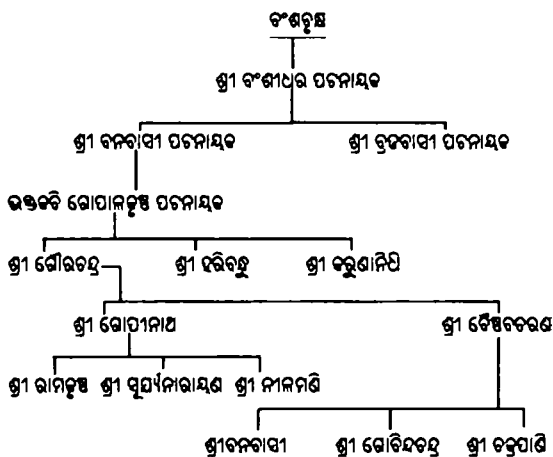 ବଂଶବୃକ୍ଷ
ଶ୍ରୀ ବଂଶୀଧର ପଟନାୟକ
ଶ୍ରୀ ବନବାସୀ ପଟନାୟକ ଶ୍ରୀ ବ୍ରଜବାସୀ ପଟନାୟକ
ଭକ୍ତକବି ଗୋପାଳକୃଷ୍ଣ ପଟନାୟକ
ଶ୍ରୀ ଗୌରଚନ୍ଦ୍ର ଶ୍ରୀ ହରିବନ୍ଧୁ ଶ୍ରୀ କରୁଣାନିଧି
ଶ୍ରୀ ଗୋପୀନାଥ ଶ୍ରୀ ବୈଷ୍ଣବଚରଣ
ଶ୍ରୀ ରାମକୃଷ୍ଣ ଶ୍ରୀ ସୂର୍ଯ୍ୟନାରାୟଣ ଶ୍ରୀ ନୀଳମଣି
ଶ୍ରୀବନବାସୀ ଶ୍ରୀ ଗୋବିନ୍ଦଚନ୍ଦ୍ର ଶ୍ରୀ ଚକ୍ରପାଣି